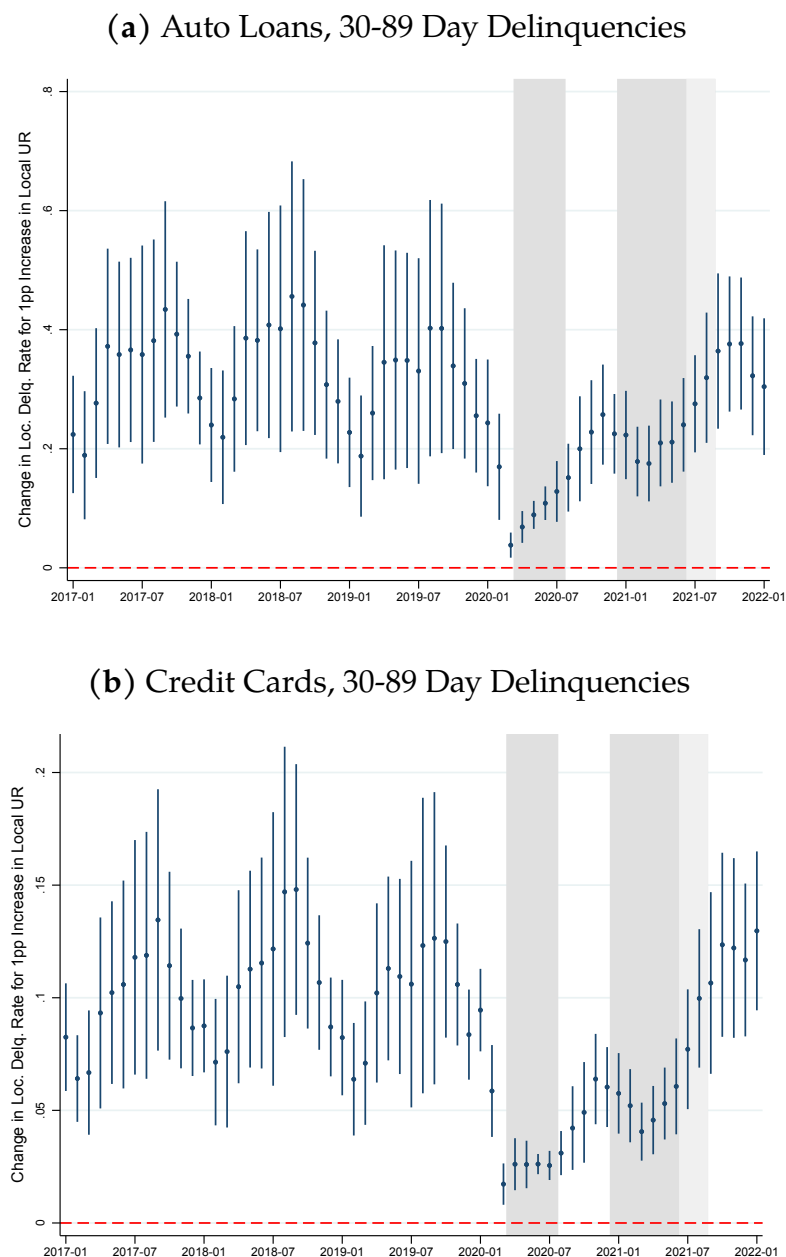 (a) Auto Loans, 30-89 Day Delinquencies
Change in Loc. Delq. Rate for 1pp Increase in Local UR
.8
.6
.4
.2
0
2017-01 2017-07 2018-01 2018-07 2019-01 2019-07 2020-01 2020-07 2021-01 2021-07 2022-01
(b) Credit Cards, 30-89 Day Delinquencies
Change in Loc. Delq. Rate for 1pp Increase in Local UR
.2
.15
.1
.05
0
2017-01 2017-07 2018-01 2018-07 2019-01 2019-07 2020-01 2020-07 2021-01 2021-07 2022-01